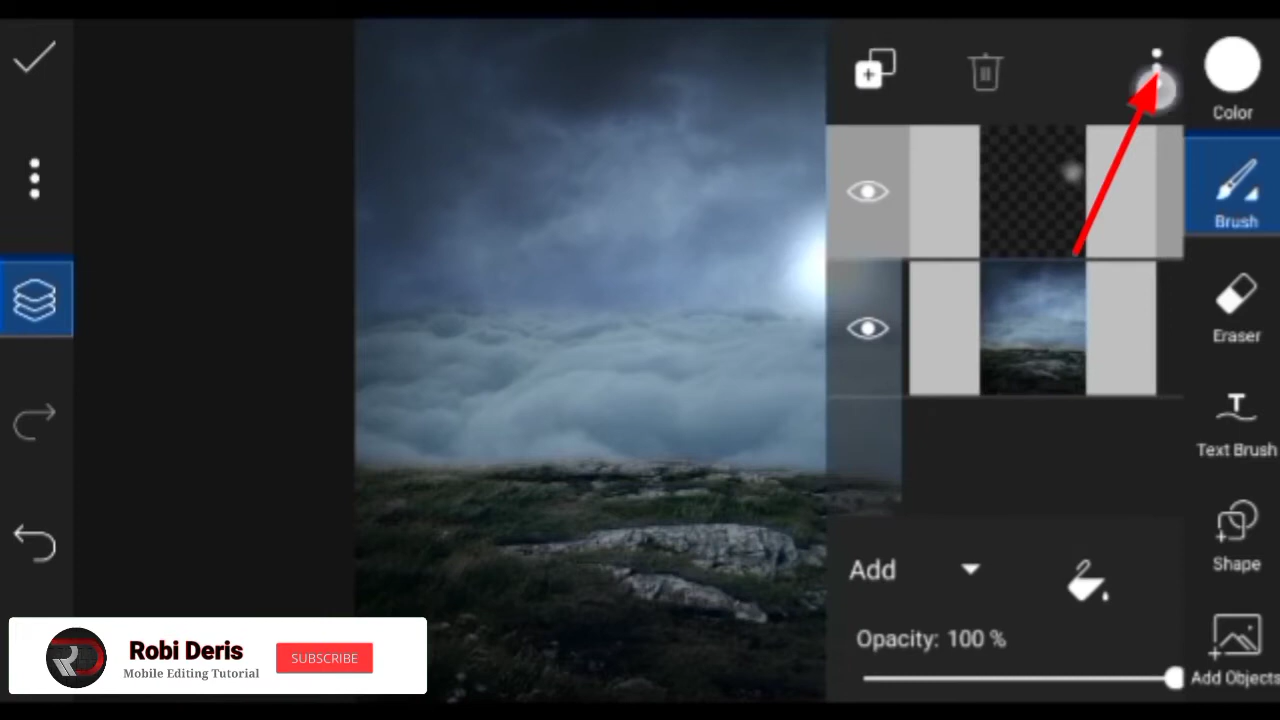 Color
Brush
Eraser
Text Brush
Shape
Add Objects
Add
Opacity: 100 %
Robi Deris
Mobile Editing Tutorial
SUBSCRIBE